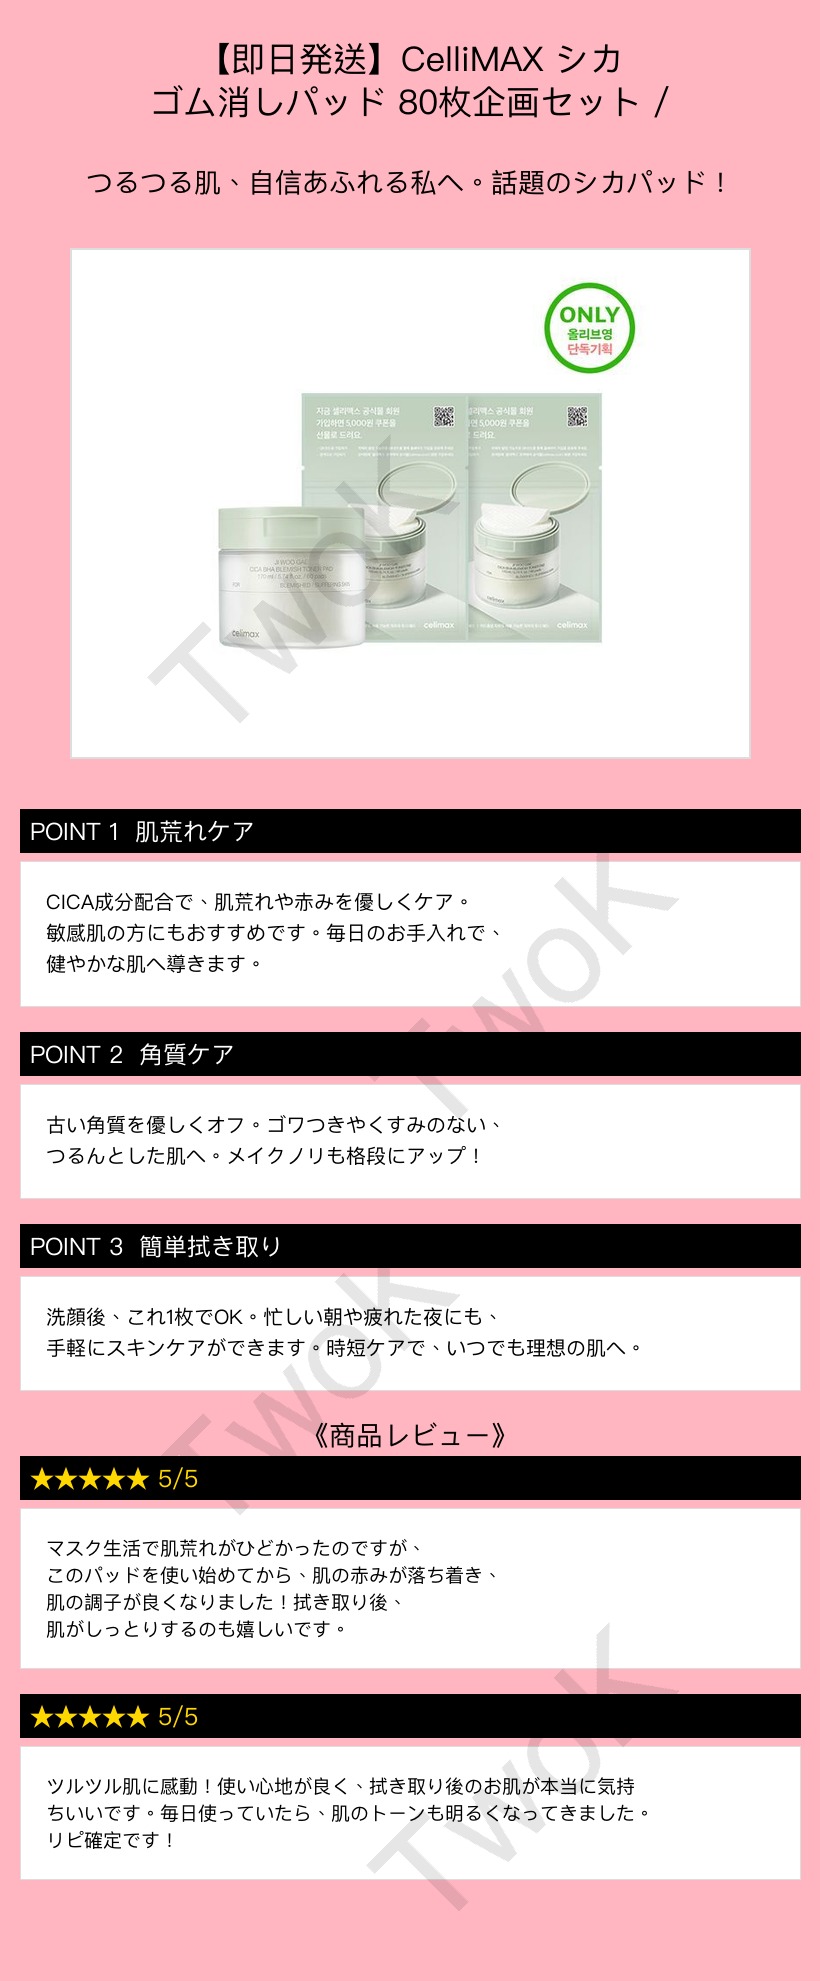 【即日発送】CelliMAX シカ
ゴム消しパッド 80枚企画セット /
つるつる肌、自信あふれる私へ。話題のシカパッド！
ONLY
올리브영
단독기획
지금 셀리맥스 공식몰 회원
가입하면 5,000원 쿠폰을
선물로 드려요.
셀리맥스 공식몰 회원
면 5,000원 쿠폰을
드려요.
JI WOO GAE
CICA BHA BLEMISH TONER PAD
170 ml / 5.74 fl.oz. / 60 pads
FOR
celimax
celimax
celimax
TwoK
POINT 1 肌荒れケア
CICA成分配合で、肌荒れや赤みを優しくケア。
敏感肌の方にもおすすめです。毎日のお手入れで、
健やかな肌へ導きます。
TwoK
POINT 2 角質ケア
古い角質を優しくオフ。ゴワつきやくすみのない、
つるんとした肌へ。メイクノリも格段にアップ！
POINT 3 簡単拭き取り
洗顔後、これ1枚でOK。忙しい朝や疲れた夜にも、
手軽にスキンケアができます。時短ケアで、いつでも理想の肌へ。
TwoK
《商品レビュー》
★★★★★ 5/5
マスク生活で肌荒れがひどかったのですが、
このパッドを使い始めてから、肌の赤みが落ち着き、
肌の調子が良くなりました！拭き取り後、
肌がしっとりするのも嬉しいです。
★★★★★ 5/5
ツルツル肌に感動！使い心地が良く、拭き取り後のお肌が本当に気持
ちいいです。毎日使っていたら、肌のトーンも明るくなってきました。
リピ確定です！
TwoK